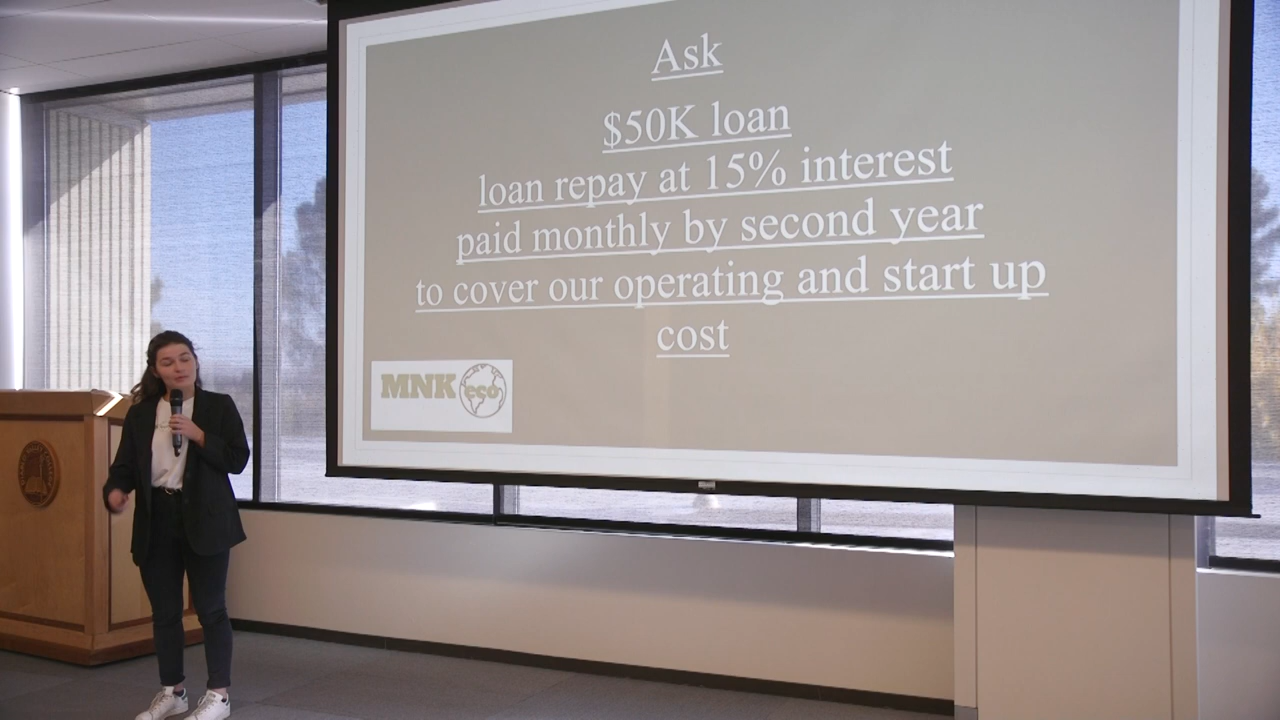 Ask
$50K loan
loan repay at 15% interest
paid monthly by second year
to cover our operating and start up
cost
MNK eco